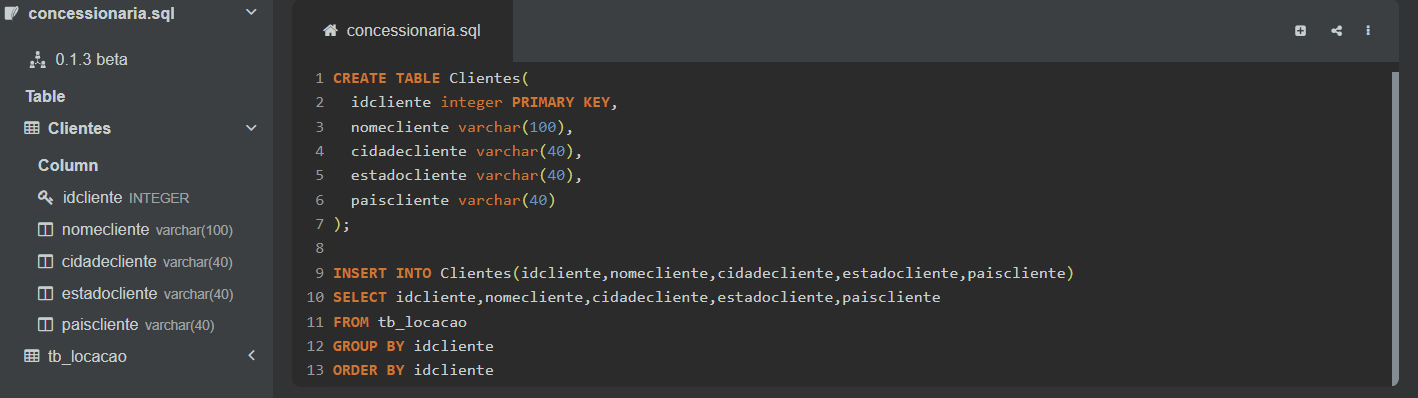 concessionaria.sql
0.1.3 beta
Table
Clientes
Column
idcliente INTEGER
nomecliente varchar(100)
cidadecliente varchar(40)
estadocliente varchar(40)
paiscliente varchar(40)
tb_locacao
concessionaria.sql
1 CREATE TABLE Clientes(
2 idcliente integer PRIMARY KEY,
3 nomecliente varchar(100),
4 cidadecliente varchar(40),
5 estadocliente varchar(40),
6 paiscliente varchar(40)
7 );
8
9 INSERT INTO Clientes(idcliente,nomecliente,cidadecliente,estadocliente,paiscliente)
10 SELECT idcliente,nomecliente,cidadecliente,estadocliente,paiscliente
11 FROM tb_locacao
12 GROUP BY idcliente
13 ORDER BY idcliente